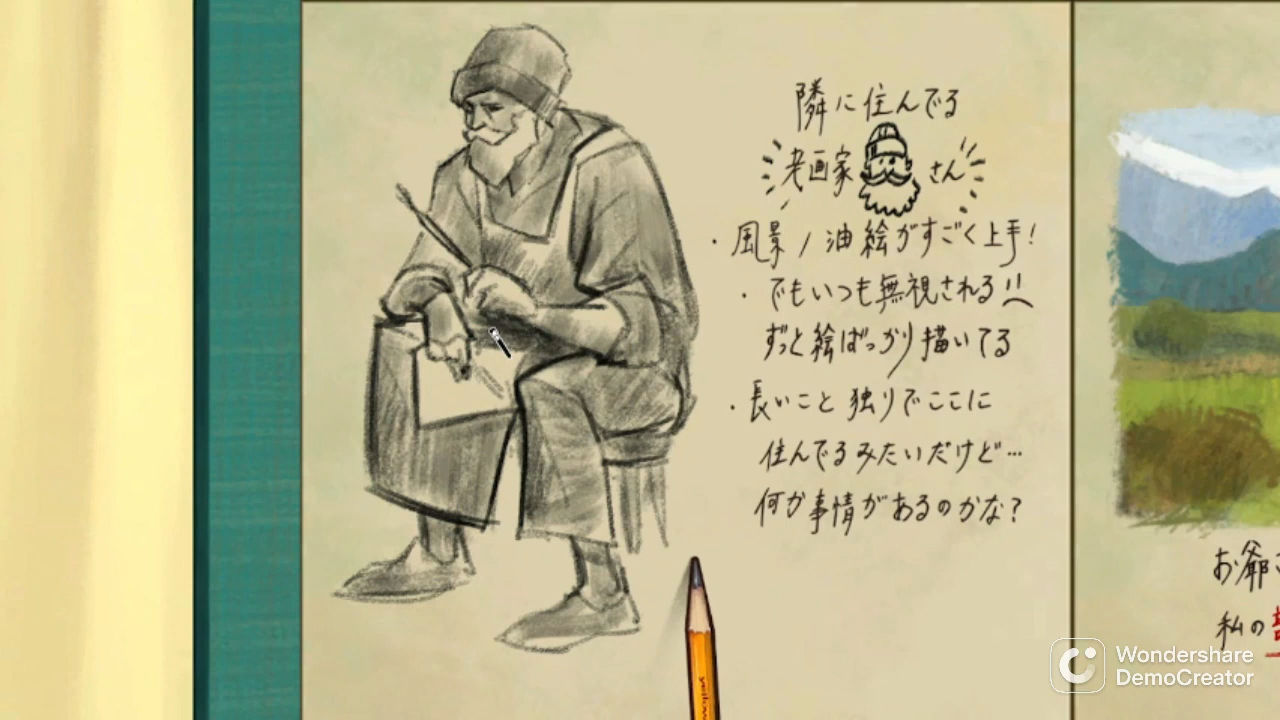 隣に住んでる
老画家さん
・風景/油絵がすごく上手!
・でもいつも無視される
ずっと絵ばっかり描いてる
・長いこと独りでここに
住んでるみたいだけど…
何か事情があるのかな?
お爺
私の
yellow
Wondershare
DemoCreator